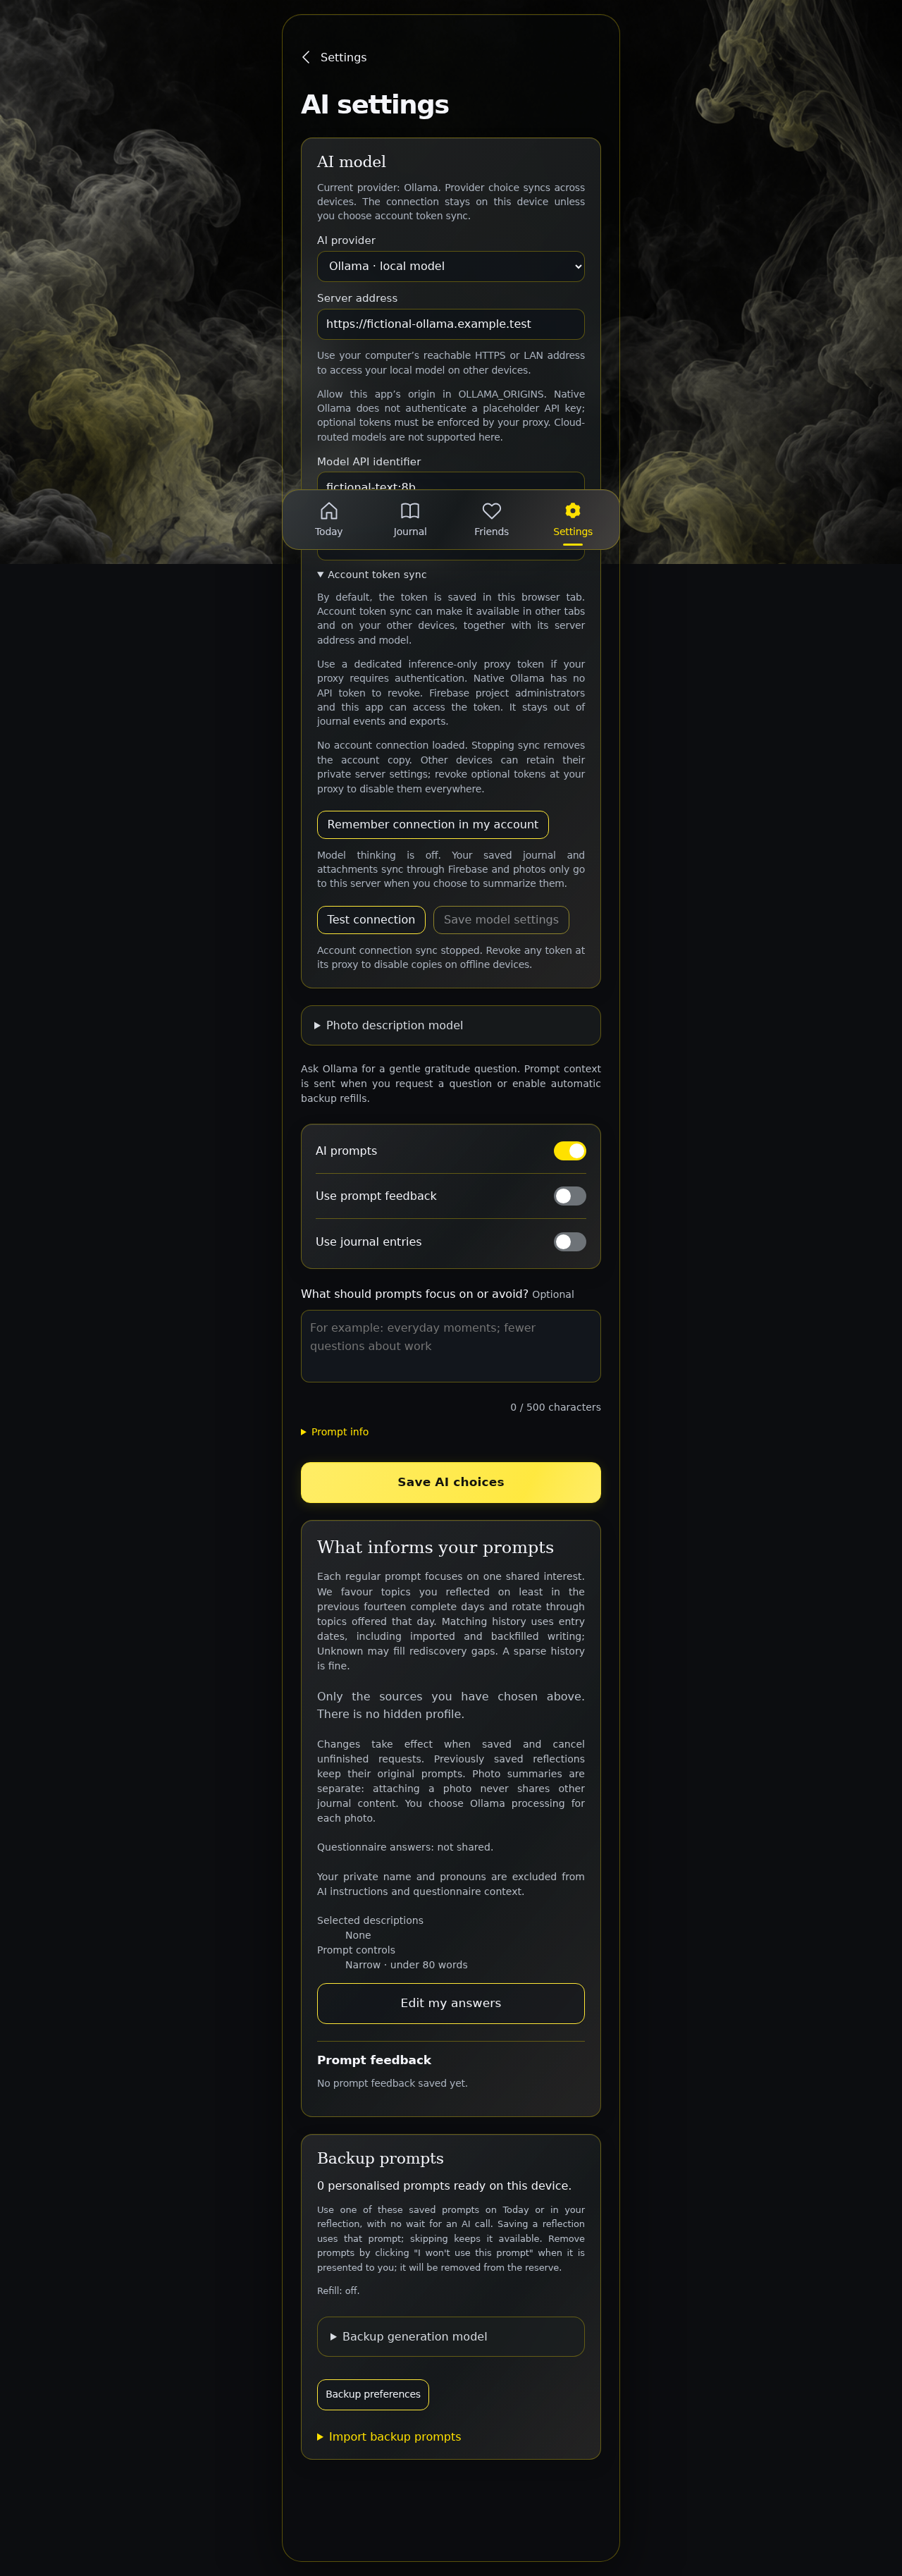 Settings
AI settings
AI model
Current provider: Ollama. Provider choice syncs across
devices. The connection stays on this device unless
you choose account token sync.
AI provider
Ollama · local model
Server address
https://fictional-ollama.example.test
Use your computer’s reachable HTTPS or LAN address
to access your local model on other devices.
Allow this app’s origin in OLLAMA_ORIGINS. Native
Ollama does not authenticate a placeholder API key;
optional tokens must be enforced by your proxy. Cloud-
routed models are not supported here.
Model API identifier
fictional-text:8b
Today
Journal
Friends
Settings
Account token sync
By default, the token is saved in this browser tab.
Account token sync can make it available in other tabs
and on your other devices, together with its server
address and model.
Use a dedicated inference-only proxy token if your
proxy requires authentication. Native Ollama has no
API token to revoke. Firebase project administrators
and this app can access the token. It stays out of
journal events and exports.
No account connection loaded. Stopping sync removes
the account copy. Other devices can retain their
private server settings; revoke optional tokens at your
proxy to disable them everywhere.
Remember connection in my account
Model thinking is off. Your saved journal and
attachments sync through Firebase and photos only go
to this server when you choose to summarize them.
Test connection
Save model settings
Account connection sync stopped. Revoke any token at
its proxy to disable copies on offline devices.
Photo description model
Ask Ollama for a gentle gratitude question. Prompt context
is sent when you request a question or enable automatic
backup refills.
AI prompts
Use prompt feedback
Use journal entries
What should prompts focus on or avoid? Optional
For example: everyday moments; fewer
questions about work
0 / 500 characters
Prompt info
Save AI choices
What informs your prompts
Each regular prompt focuses on one shared interest.
We favour topics you reflected on least in the
previous fourteen complete days and rotate through
topics offered that day. Matching history uses entry
dates, including imported and backfilled writing;
Unknown may fill rediscovery gaps. A sparse history
is fine.
Only the sources you have chosen above.
There is no hidden profile.
Changes take effect when saved and cancel
unfinished requests. Previously saved reflections
keep their original prompts. Photo summaries are
separate: attaching a photo never shares other
journal content. You choose Ollama processing for
each photo.
Questionnaire answers: not shared.
Your private name and pronouns are excluded from
AI instructions and questionnaire context.
Selected descriptions
None
Prompt controls
Narrow · under 80 words
Edit my answers
Prompt feedback
No prompt feedback saved yet.
Backup prompts
0 personalised prompts ready on this device.
Use one of these saved prompts on Today or in your
reflection, with no wait for an AI call. Saving a reflection
uses that prompt; skipping keeps it available. Remove
prompts by clicking "I won't use this prompt" when it is
presented to you; it will be removed from the reserve.
Refill: off.
Backup generation model
Backup preferences
Import backup prompts